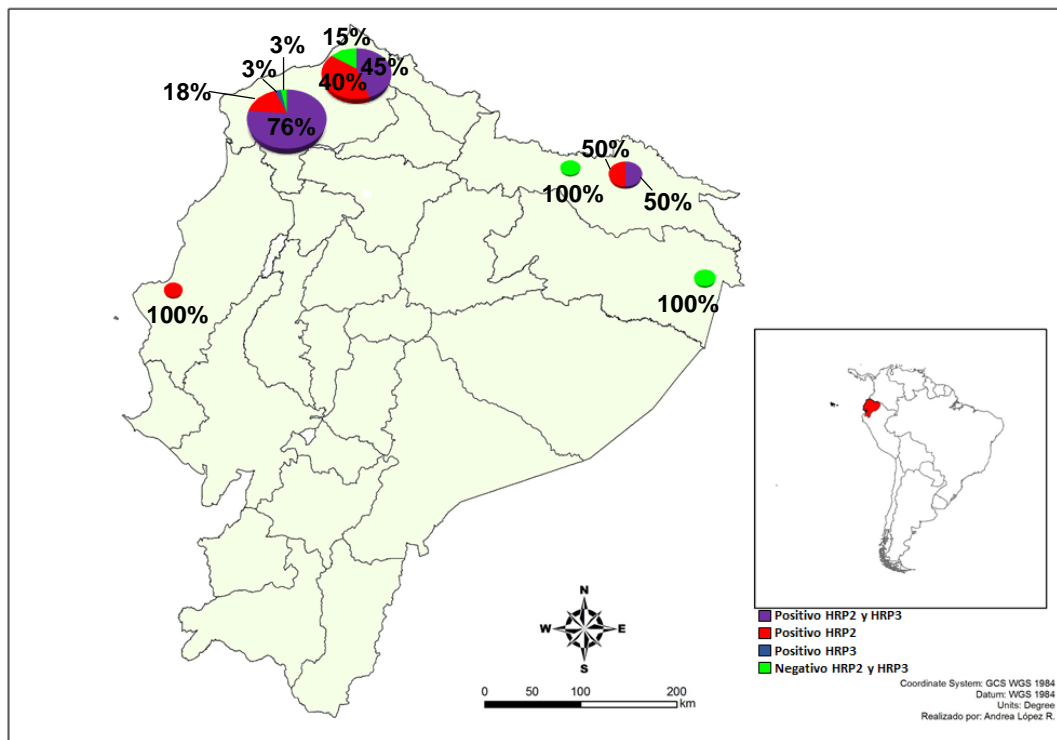 15%
3%
45%
3%
40%
18%
76%
50%
100%
50%
100%
100%
N
W
E
S
0
50
100
200
km
Positivo HRP2 y HRP3
Positivo HRP2
Positivo HRP3
Negativo HRP2 y HRP3
Coordinate System: GCS WGS 1984
Datum: WGS 1984
Units: Degree
Realizado por: Andrea López R.